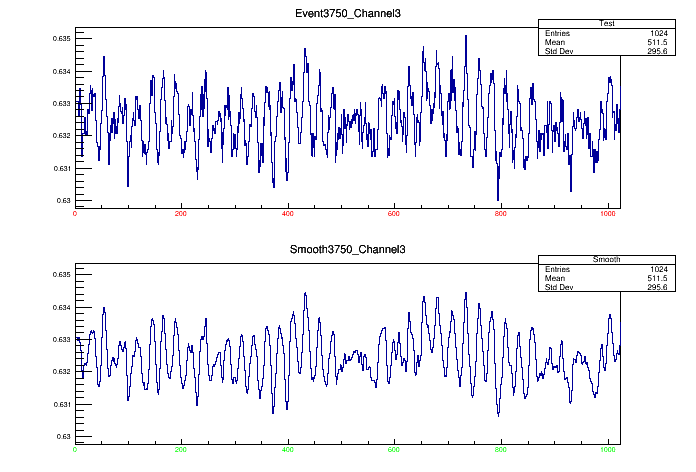 Event3750_Channel3
Test
Entries 1024
Mean 511.5
Std Dev 295.6
0.635
0.634
0.633
0.632
0.631
0.63
0 200 400 600 800 1000
Smooth3750_Channel3
Smooth
Entries 1024
Mean 511.5
Std Dev 295.6
0.635
0.634
0.633
0.632
0.631
0.63
0 200 400 600 800 1000